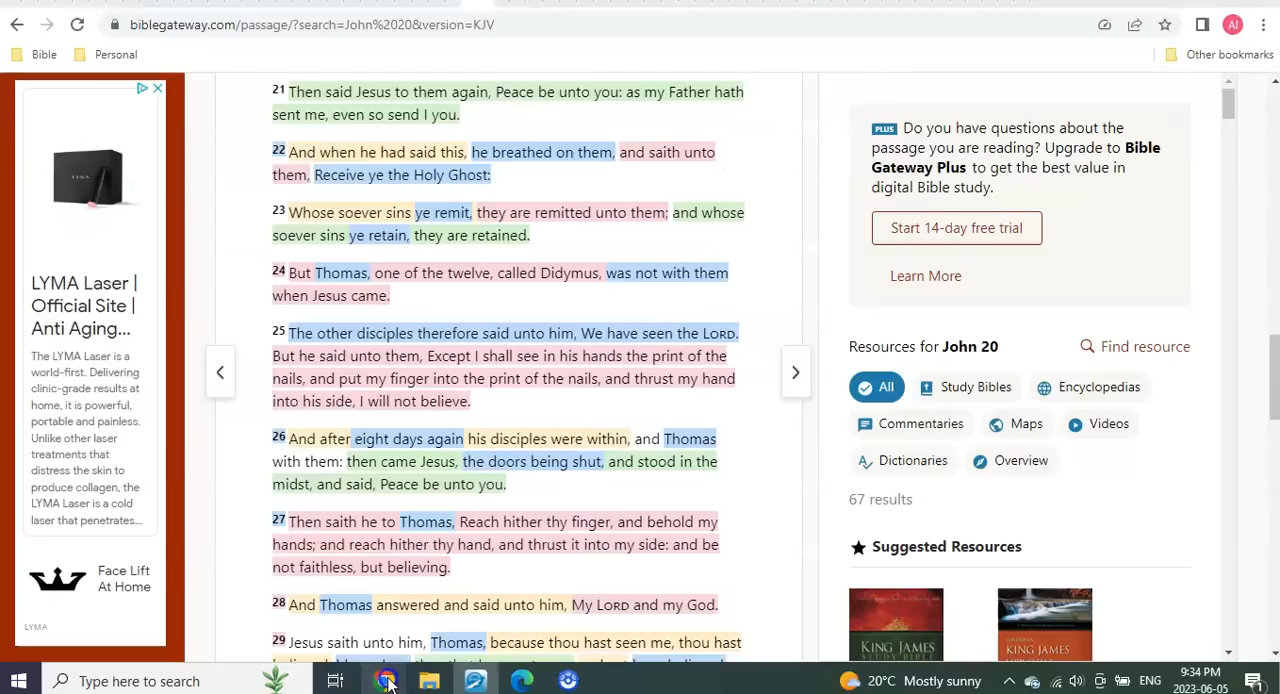 biblegateway.com/passage/?search=John%2020&version=KJV
AI
Bible
Personal
Other bookmarks
LYMA
LYMA Laser |
Official Site |
Anti Aging...
The LYMA Laser is a
world-first. Delivering
clinic-grade results at
home, it is powerful,
portable and painless.
Unlike other laser
treatments that
distress the skin to
produce collagen, the
LYMA Laser is a cold
laser that penetrates...
Face Lift
At Home
LYMA
21 Then said Jesus to them again, Peace be unto you: as my Father hath
sent me, even so send I you.
22 And when he had said this, he breathed on them, and saith unto
them, Receive ye the Holy Ghost:
23 Whose soever sins ye remit, they are remitted unto them; and whose
soever sins ye retain, they are retained.
24 But Thomas, one of the twelve, called Didymus, was not with them
when Jesus came.
25 The other disciples therefore said unto him, We have seen the LORD.
But he said unto them, Except I shall see in his hands the print of the
nails, and put my finger into the print of the nails, and thrust my hand
into his side, I will not believe.
26 And after eight days again his disciples were within, and Thomas
with them: then came Jesus, the doors being shut, and stood in the
midst, and said, Peace be unto you.
27 Then saith he to Thomas, Reach hither thy finger, and behold my
hands; and reach hither thy hand, and thrust it into my side: and be
not faithless, but believing.
28 And Thomas answered and said unto him, My LORD and my God.
29 Jesus saith unto him, Thomas, because thou hast seen me, thou hast
PLUS Do you have questions about the
passage you are reading? Upgrade to Bible
Gateway Plus to get the best value in
digital Bible study.
Start 14-day free trial
Learn More
Resources for John 20
Find resource
All
Study Bibles
Encyclopedias
Commentaries
Maps
Videos
Dictionaries
Overview
67 results
Suggested Resources
KING JAMES
STUDY BIBLE
KING JAMES
Type here to search
20°C Mostly sunny
ENG
9:34 PM
2023-06-05
1